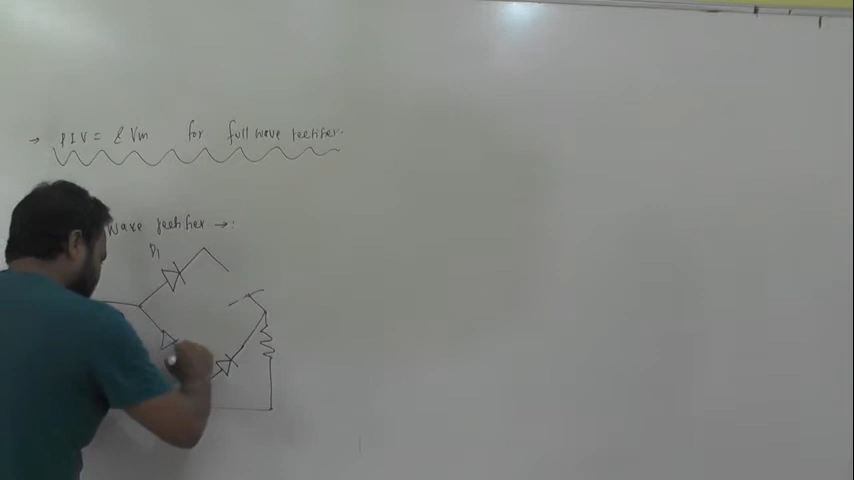 → PIV = 2 Vm for full wave rectifier.
Wave rectifier →:
D1